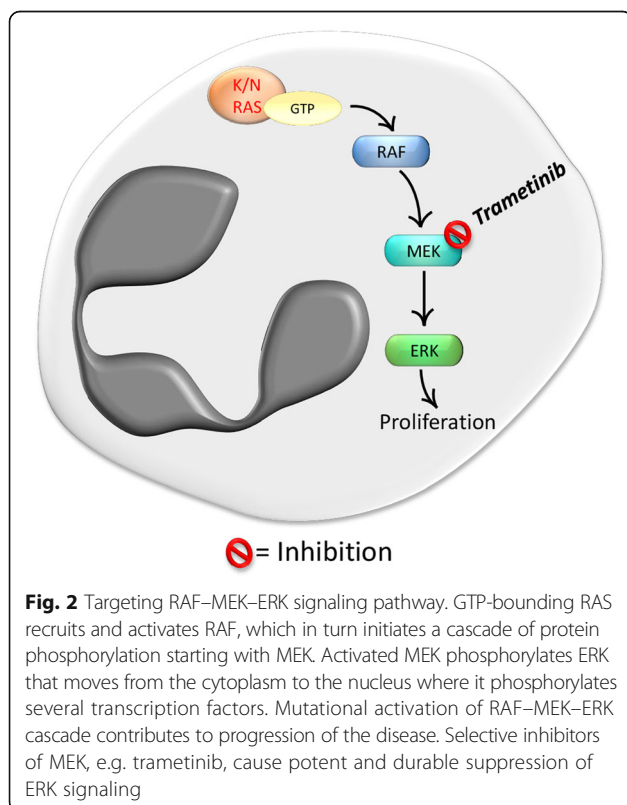 K/N
RAS
GTP
RAF
Trametinib
MEK
ERK
Proliferation
= Inhibition
Fig. 2 Targeting RAF–MEK–ERK signaling pathway. GTP-bounding RAS
recruits and activates RAF, which in turn initiates a cascade of protein
phosphorylation starting with MEK. Activated MEK phosphorylates ERK
that moves from the cytoplasm to the nucleus where it phosphorylates
several transcription factors. Mutational activation of RAF–MEK–ERK
cascade contributes to progression of the disease. Selective inhibitors
of MEK, e.g. trametinib, cause potent and durable suppression of
ERK signaling